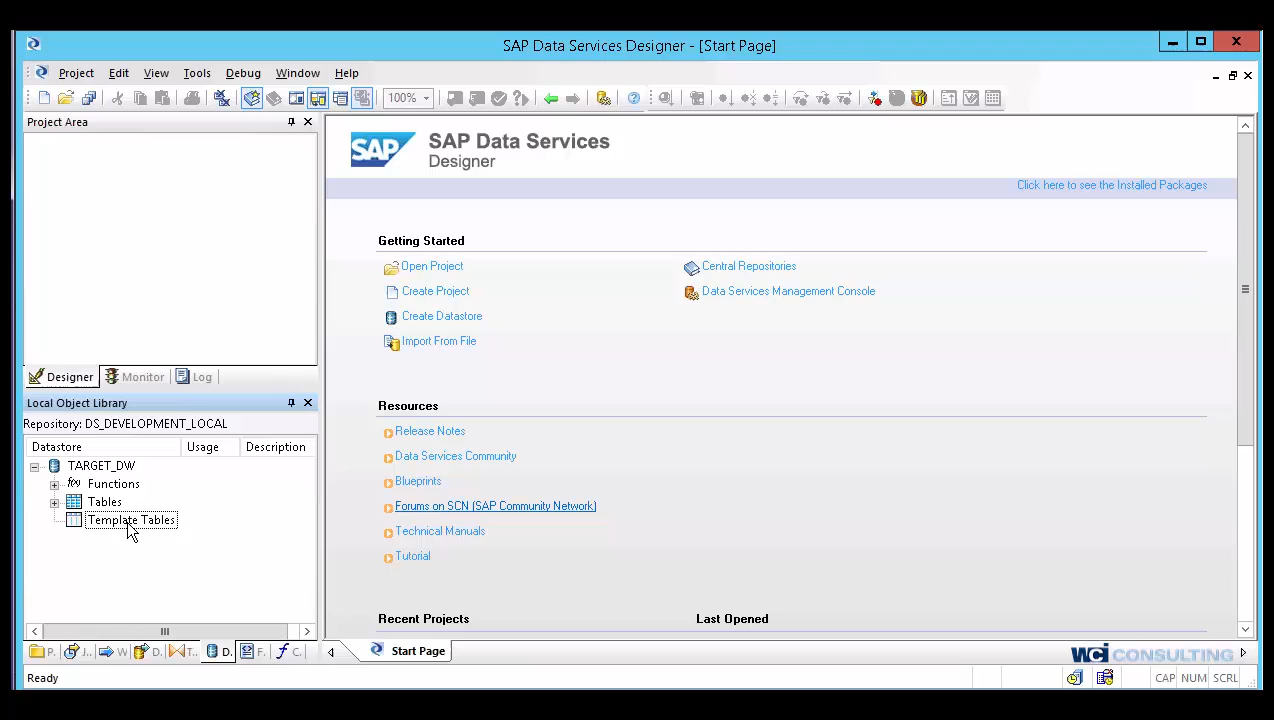 SAP Data Services Designer - [Start Page]
Project Edit View Tools Debug Window Help
100%
Project Area
Designer Monitor Log
Local Object Library
Repository: DS_DEVELOPMENT_LOCAL
Datastore Usage Description
TARGET_DW
f(x) Functions
Tables
Template Tables
P. J.. W D. T.. D. F. C.
SAP
SAP Data Services
Designer
Click here to see the Installed Packages
Getting Started
Open Project
Create Project
Create Datastore
Import From File
Central Repositories
Data Services Management Console
Resources
Release Notes
Data Services Community
Blueprints
Forums on SCN (SAP Community Network)
Technical Manuals
Tutorial
Recent Projects Last Opened
Start Page
WCI CONSULTING
Ready
CAP NUM SCRL